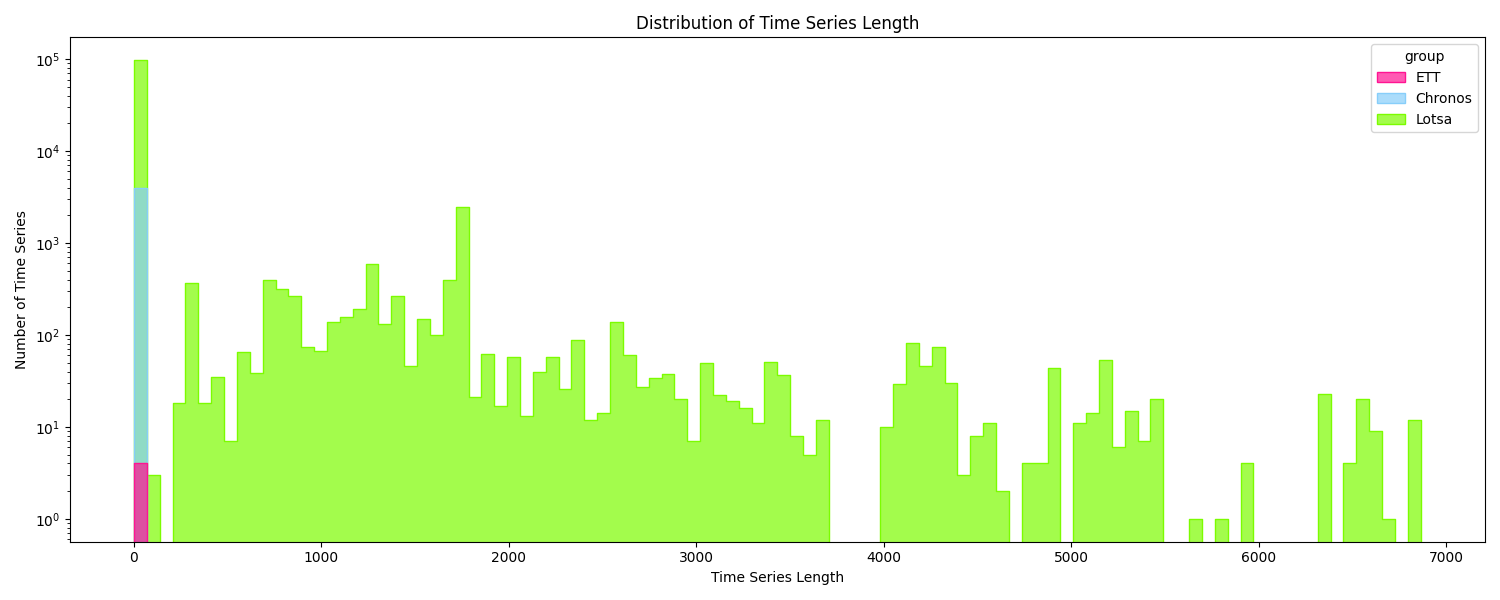 Distribution of Time Series Length
group
ETT
Chronos
Lotsa
Number of Time Series
10^5
10^4
10^3
10^2
10^1
10^0
0 1000 2000 3000 4000 5000 6000 7000
Time Series Length